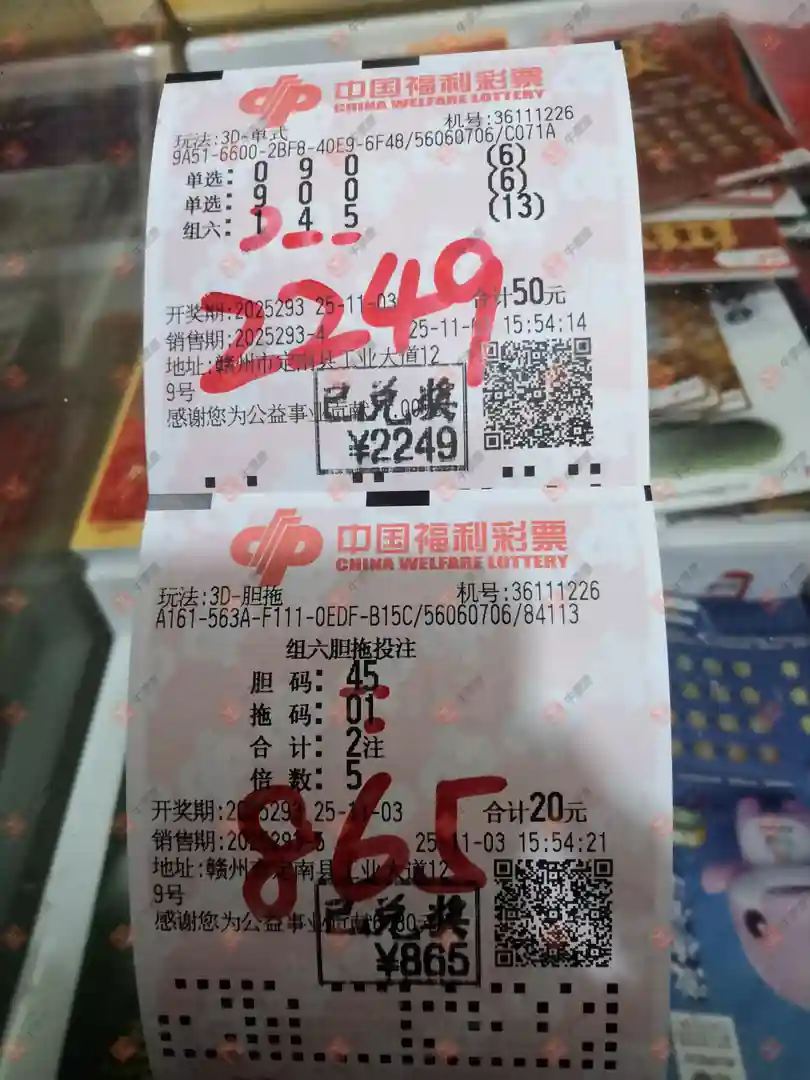 中国福利彩票
CHINA WELFARE LOTTERY
玩法:3D-单式 机号:36111226
9A51-6600-2BF8-40E9-6F48/56060706/C071A
单选: 0 9 0 (6)
单选: 9 0 0 (6)
组六: 1 4 5 (13)
2249
开奖期:2025293 25-11-03 合计50元
销售期:2025293-4 25-11- 15:54:14
地址:赣州市定南县工业大道12
9号
感谢您为公益事业贡献
已兑奖
¥2249
中国福利彩票
CHINA WELFARE LOTTERY
玩法:3D-胆拖 机号:36111226
A161-563A-F111-0EDF-B15C/56060706/84113
组六胆拖投注
胆 码: 45
拖 码: 01
合 计: 2注
倍 数: 5
865
开奖期:2025293 25-11-03 合计20元
销售期: 25-11-03 15:54:21
地址:赣州市定南县工业大道12
9号
感谢您为公益事业贡献
已兑奖
¥865